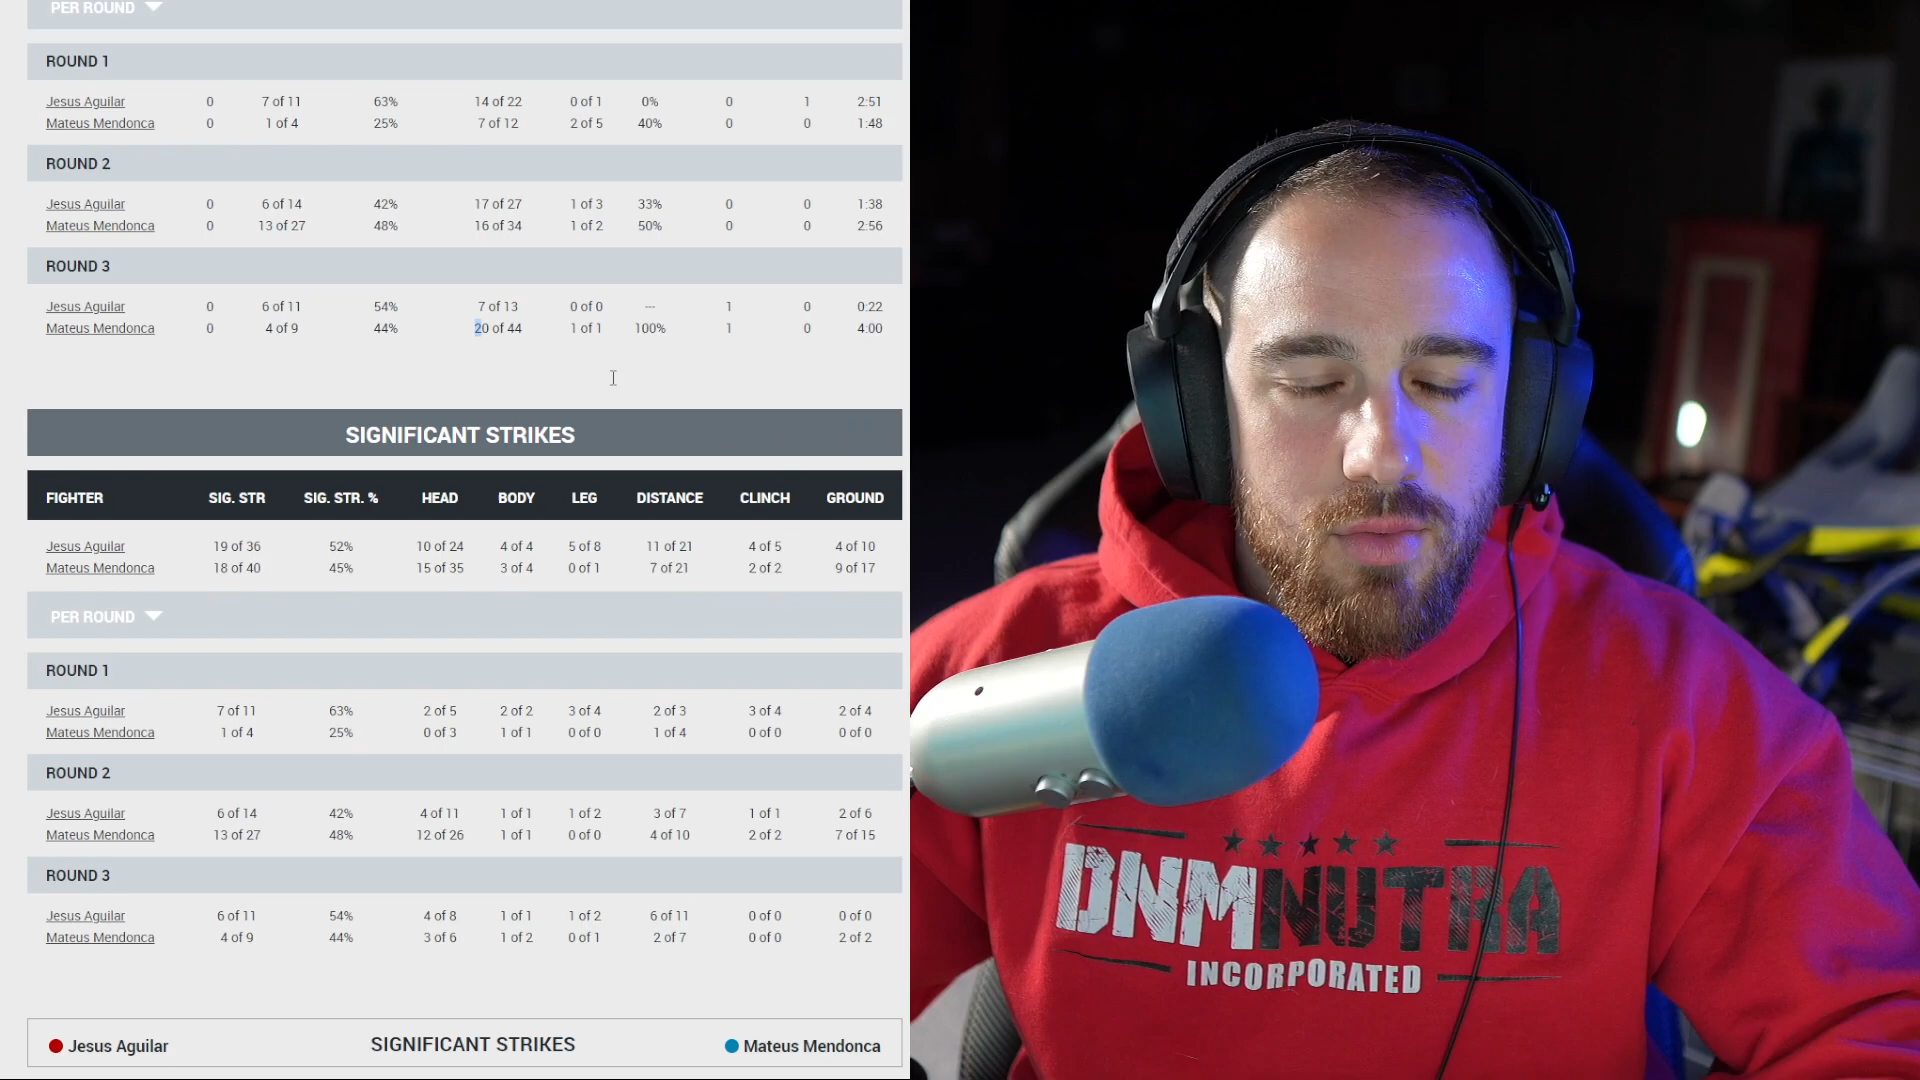 PER ROUND
ROUND 1
Jesus Aguilar 0 7 of 11 63% 14 of 22 0 of 1 0% 0 1 2:51
Mateus Mendonca 0 1 of 4 25% 7 of 12 2 of 5 40% 0 0 1:48
ROUND 2
Jesus Aguilar 0 6 of 14 42% 17 of 27 1 of 3 33% 0 0 1:38
Mateus Mendonca 0 13 of 27 48% 16 of 34 1 of 2 50% 0 0 2:56
ROUND 3
Jesus Aguilar 0 6 of 11 54% 7 of 13 0 of 0 --- 1 0 0:22
Mateus Mendonca 0 4 of 9 44% 20 of 44 1 of 1 100% 1 0 4:00
SIGNIFICANT STRIKES
FIGHTER SIG. STR SIG. STR. % HEAD BODY LEG DISTANCE CLINCH GROUND
Jesus Aguilar 19 of 36 52% 10 of 24 4 of 4 5 of 8 11 of 21 4 of 5 4 of 10
Mateus Mendonca 18 of 40 45% 15 of 35 3 of 4 0 of 1 7 of 21 2 of 2 9 of 17
PER ROUND
ROUND 1
Jesus Aguilar 7 of 11 63% 2 of 5 2 of 2 3 of 4 2 of 3 3 of 4 2 of 4
Mateus Mendonca 1 of 4 25% 0 of 3 1 of 1 0 of 0 1 of 4 0 of 0 0 of 0
ROUND 2
Jesus Aguilar 6 of 14 42% 4 of 11 1 of 1 1 of 2 3 of 7 1 of 1 2 of 6
Mateus Mendonca 13 of 27 48% 12 of 26 1 of 1 0 of 0 4 of 10 2 of 2 7 of 15
ROUND 3
Jesus Aguilar 6 of 11 54% 4 of 8 1 of 1 1 of 2 6 of 11 0 of 0 0 of 0
Mateus Mendonca 4 of 9 44% 3 of 6 1 of 2 0 of 1 2 of 7 0 of 0 2 of 2
Jesus Aguilar SIGNIFICANT STRIKES Mateus Mendonca
DNMNUTRA
INCORPORATED